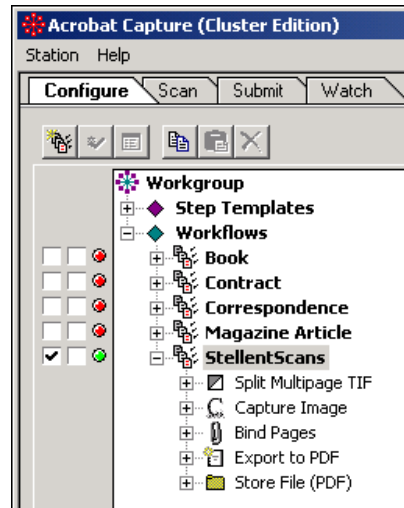 Acrobat Capture (Cluster Edition)
Station Help
Configure Scan Submit Watch
Workgroup
Step Templates
Workflows
Book
Contract
Correspondence
Magazine Article
StellentScans
Split Multipage TIF
Capture Image
Bind Pages
Export to PDF
Store File (PDF)